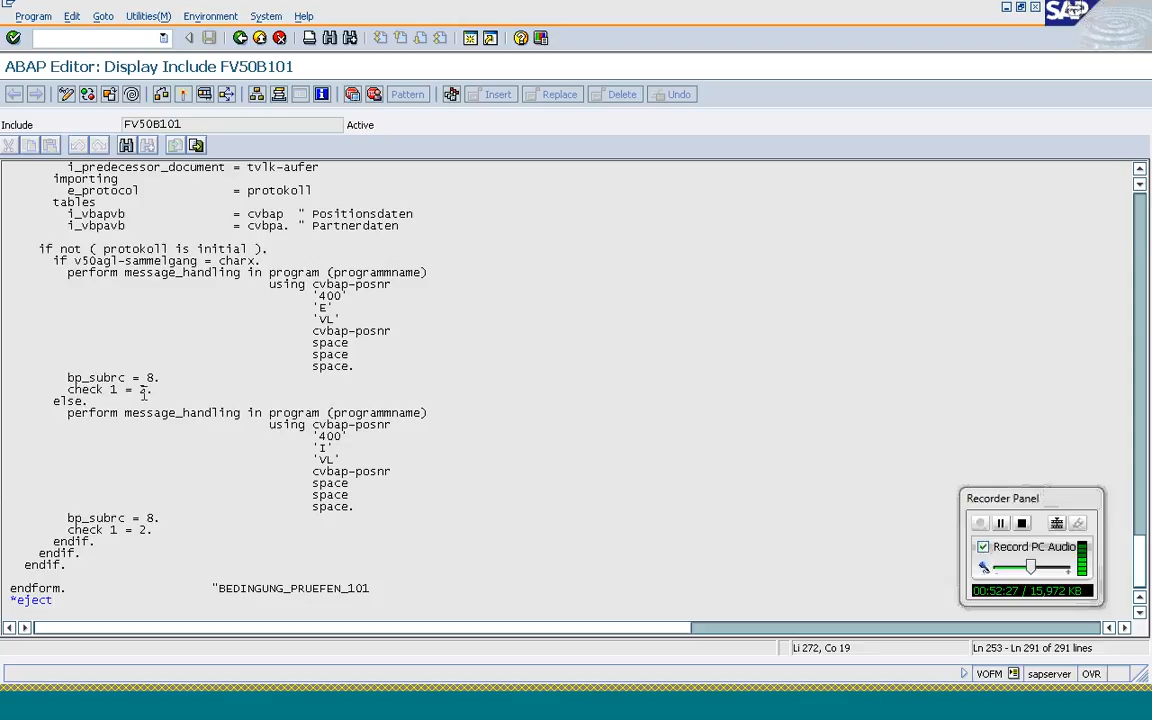 Program Edit Goto Utilities(M) Environment System Help
SAP
ABAP Editor: Display Include FV50B101
Pattern Insert Replace Delete Undo
Include FV50B101 Active
i_predecessor_document = tvlk-aufer
importing
e_protocol = protokoll
tables
i_vbapvb = cvbap " Positionsdaten
i_vbpavb = cvbpa. " Partnerdaten
if not ( protokoll is initial ).
if v50agl-sammelgang = charx.
perform message_handling in program (programmname)
using cvbap-posnr
'400'
'E'
'VL'
cvbap-posnr
space
space
space.
bp_subrc = 8.
check 1 = 2.
else.
perform message_handling in program (programmname)
using cvbap-posnr
'400'
'I'
'VL'
cvbap-posnr
space
space
space.
bp_subrc = 8.
check 1 = 2.
endif.
endif.
endif.
endform. "BEDINGUNG_PRUEFEN_101
*eject
Recorder Panel
Record PC Audio
00:52:27 / 15,972 KB
Li 272, Co 19 Ln 253 - Ln 291 of 291 lines
VOFM sapserver OVR